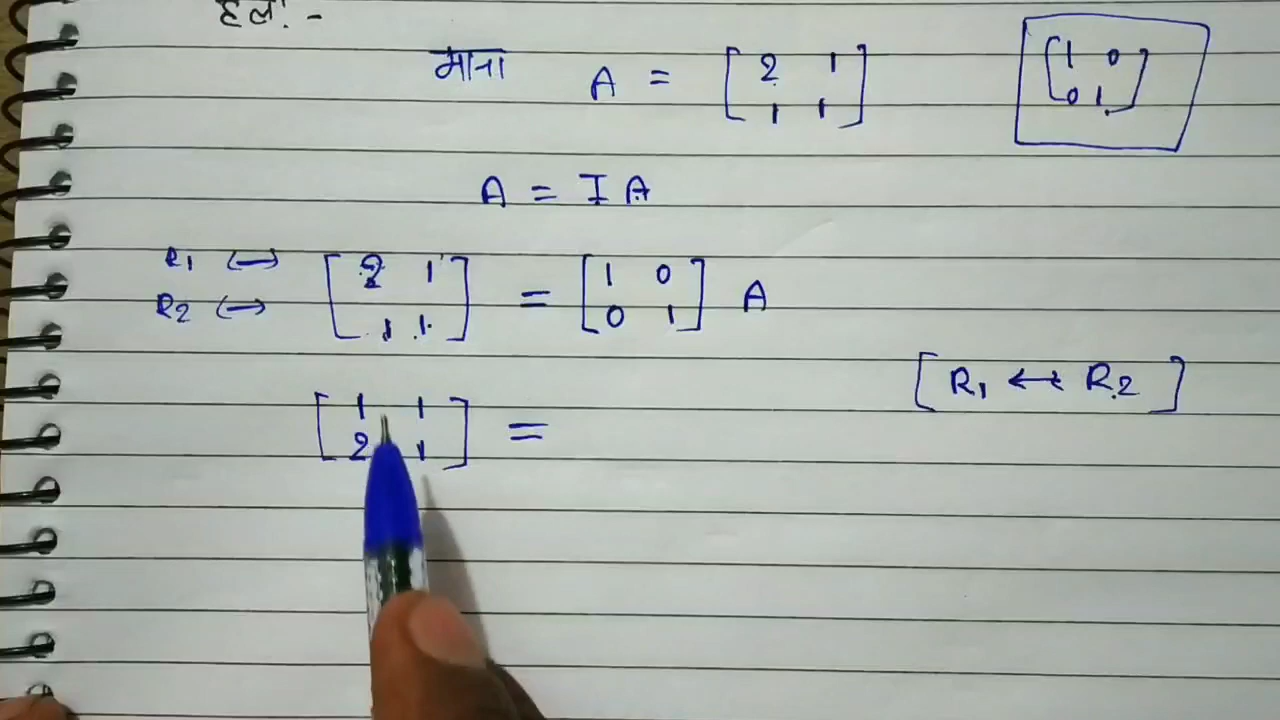 हल:-
माना A = [ 2 1
1 1 ]
[ 1 0
0 1 ]
A = I A
R1 ↔ [ 2 1 ] = [ 1 0 ] A
R2 ↔ [ 1 1 ] [ 0 1 ]
[ R1 ↔ R2 ]
[ 1 1
2 1 ] =